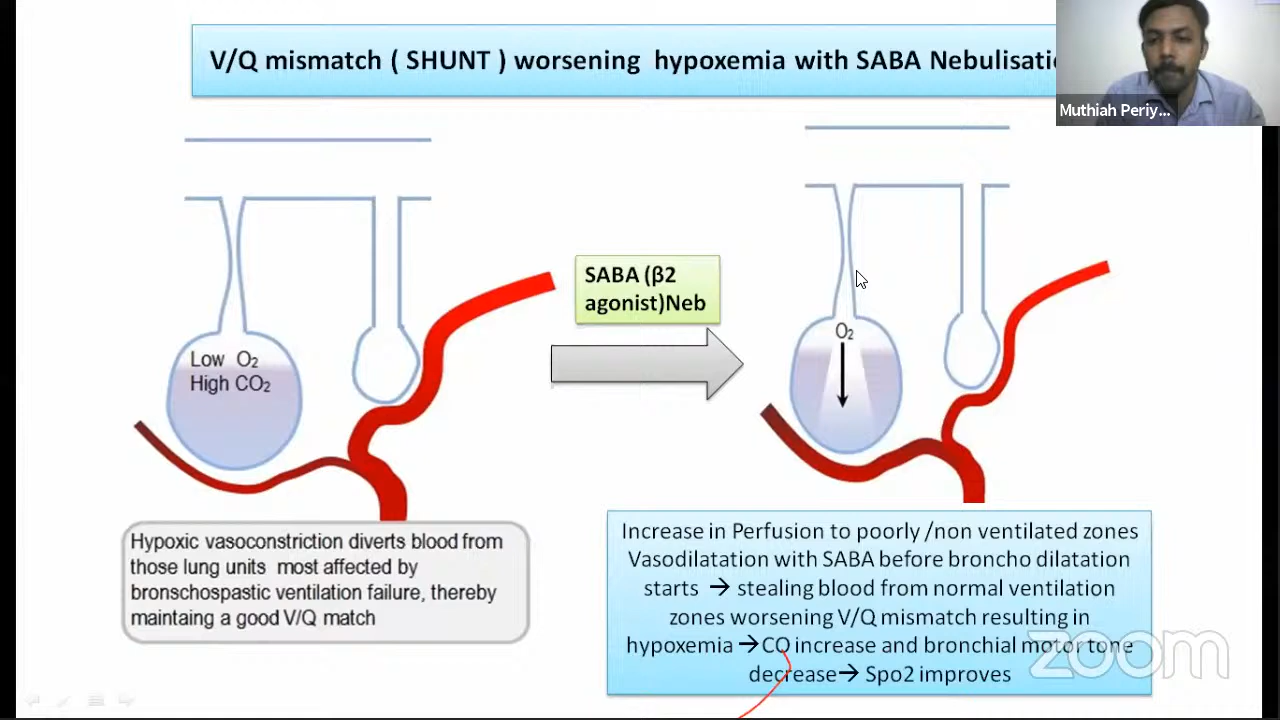 V/Q mismatch ( SHUNT ) worsening hypoxemia with SABA
Muthiah Periy...
SABA (β2
agonist)Neb
Low O₂
High CO₂
O₂
Hypoxic vasoconstriction diverts blood from
those lung units most affected by
bronschospastic ventilation failure, thereby
maintaing a good V/Q match
Increase in Perfusion to poorly /non ventilated zones
Vasodilatation with SABA before broncho dilatation
starts → stealing blood from normal ventilation
zones worsening V/Q mismatch resulting in
hypoxemia →CO increase and bronchial motor tone
decrease→ Spo2 improves
zoom